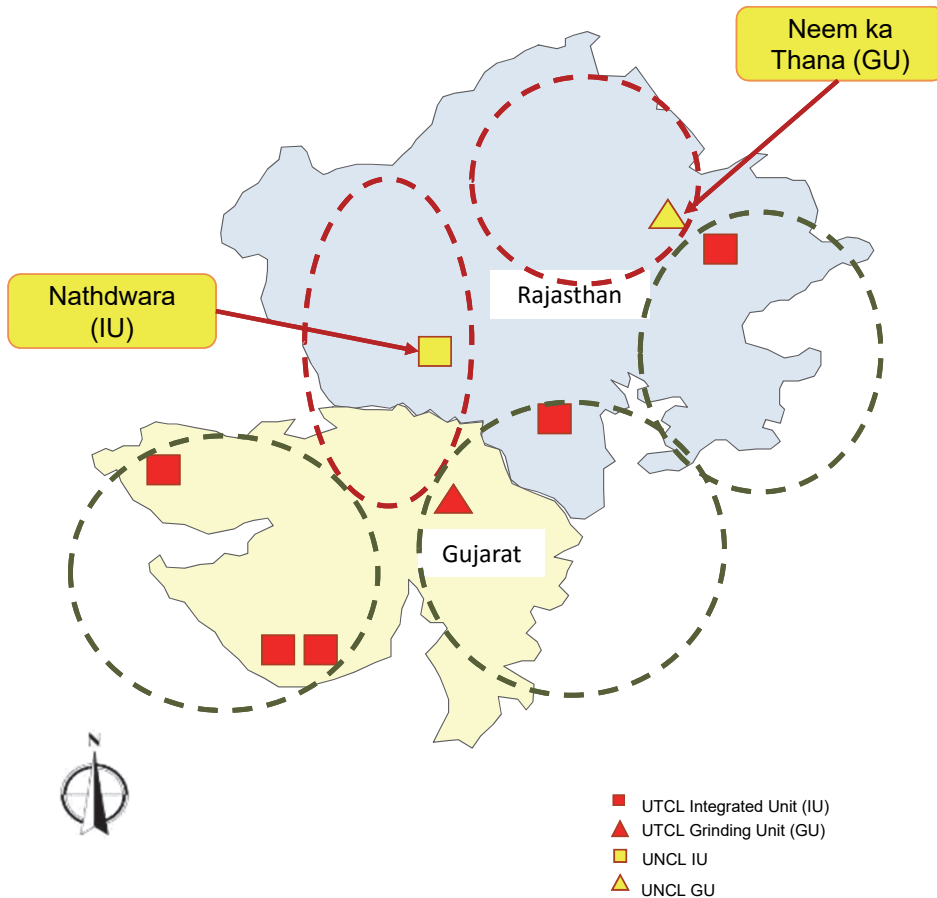 Neem ka
Thana (GU)
Nathdwara
(IU)
Rajasthan
Gujarat
N
UTCL Integrated Unit (IU)
UTCL Grinding Unit (GU)
UNCL IU
UNCL GU